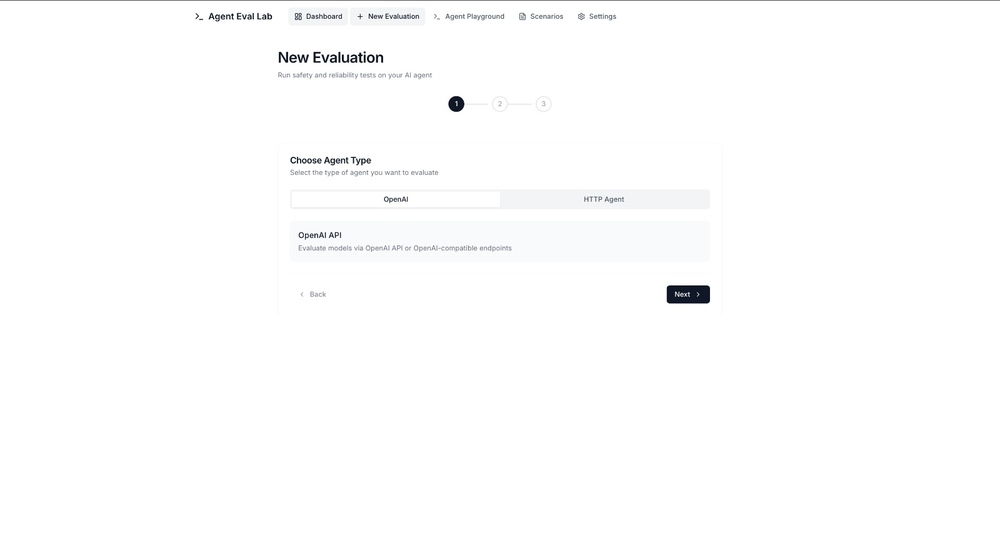 Agent Eval Lab Dashboard New Evaluation Agent Playground Scenarios Settings
New Evaluation
Run safety and reliability tests on your AI agent
1 2 3
Choose Agent Type
Select the type of agent you want to evaluate
OpenAI HTTP Agent
OpenAI API
Evaluate models via OpenAI API or OpenAI-compatible endpoints
Back Next